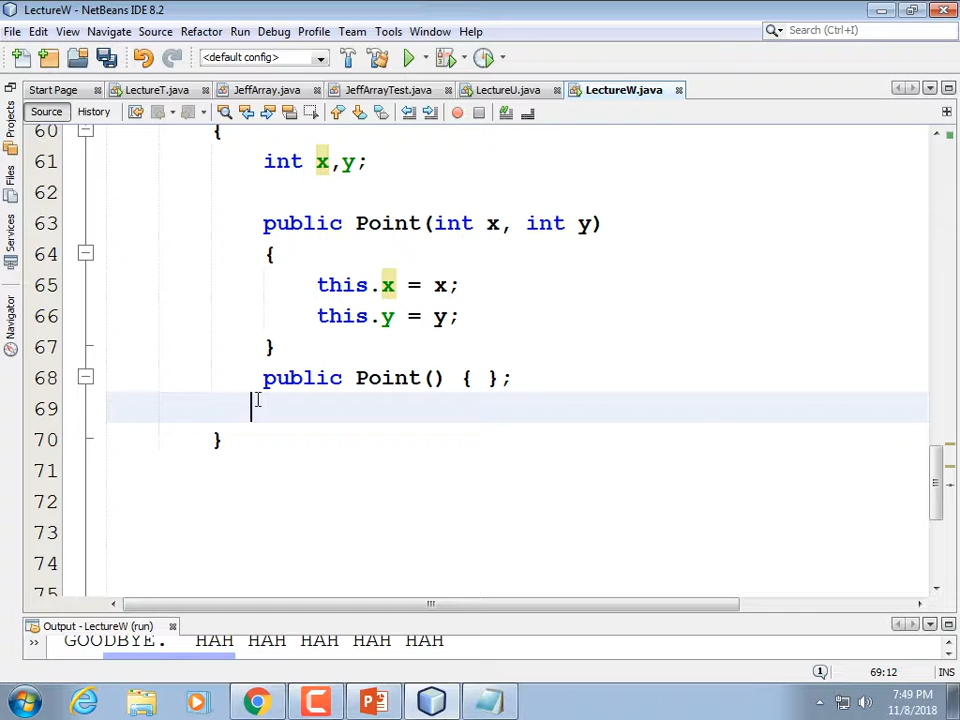 LectureW - NetBeans IDE 8.2
File Edit View Navigate Source Refactor Run Debug Profile Team Tools Window Help
Search (Ctrl+I)
<default config>
Start Page LectureT.java JeffArray.java JeffArrayTest.java LectureU.java LectureW.java
Source History
Projects
Files
Services
Navigator
60 {
61 int x,y;
62
63 public Point(int x, int y)
64 {
65 this.x = x;
66 this.y = y;
67 }
68 public Point() { };
69
70 }
71
72
73
74
75
Output - LectureW (run)
GOODBYE. HAH HAH HAH HAH HAH
69:12 INS
7:49 PM
11/8/2018